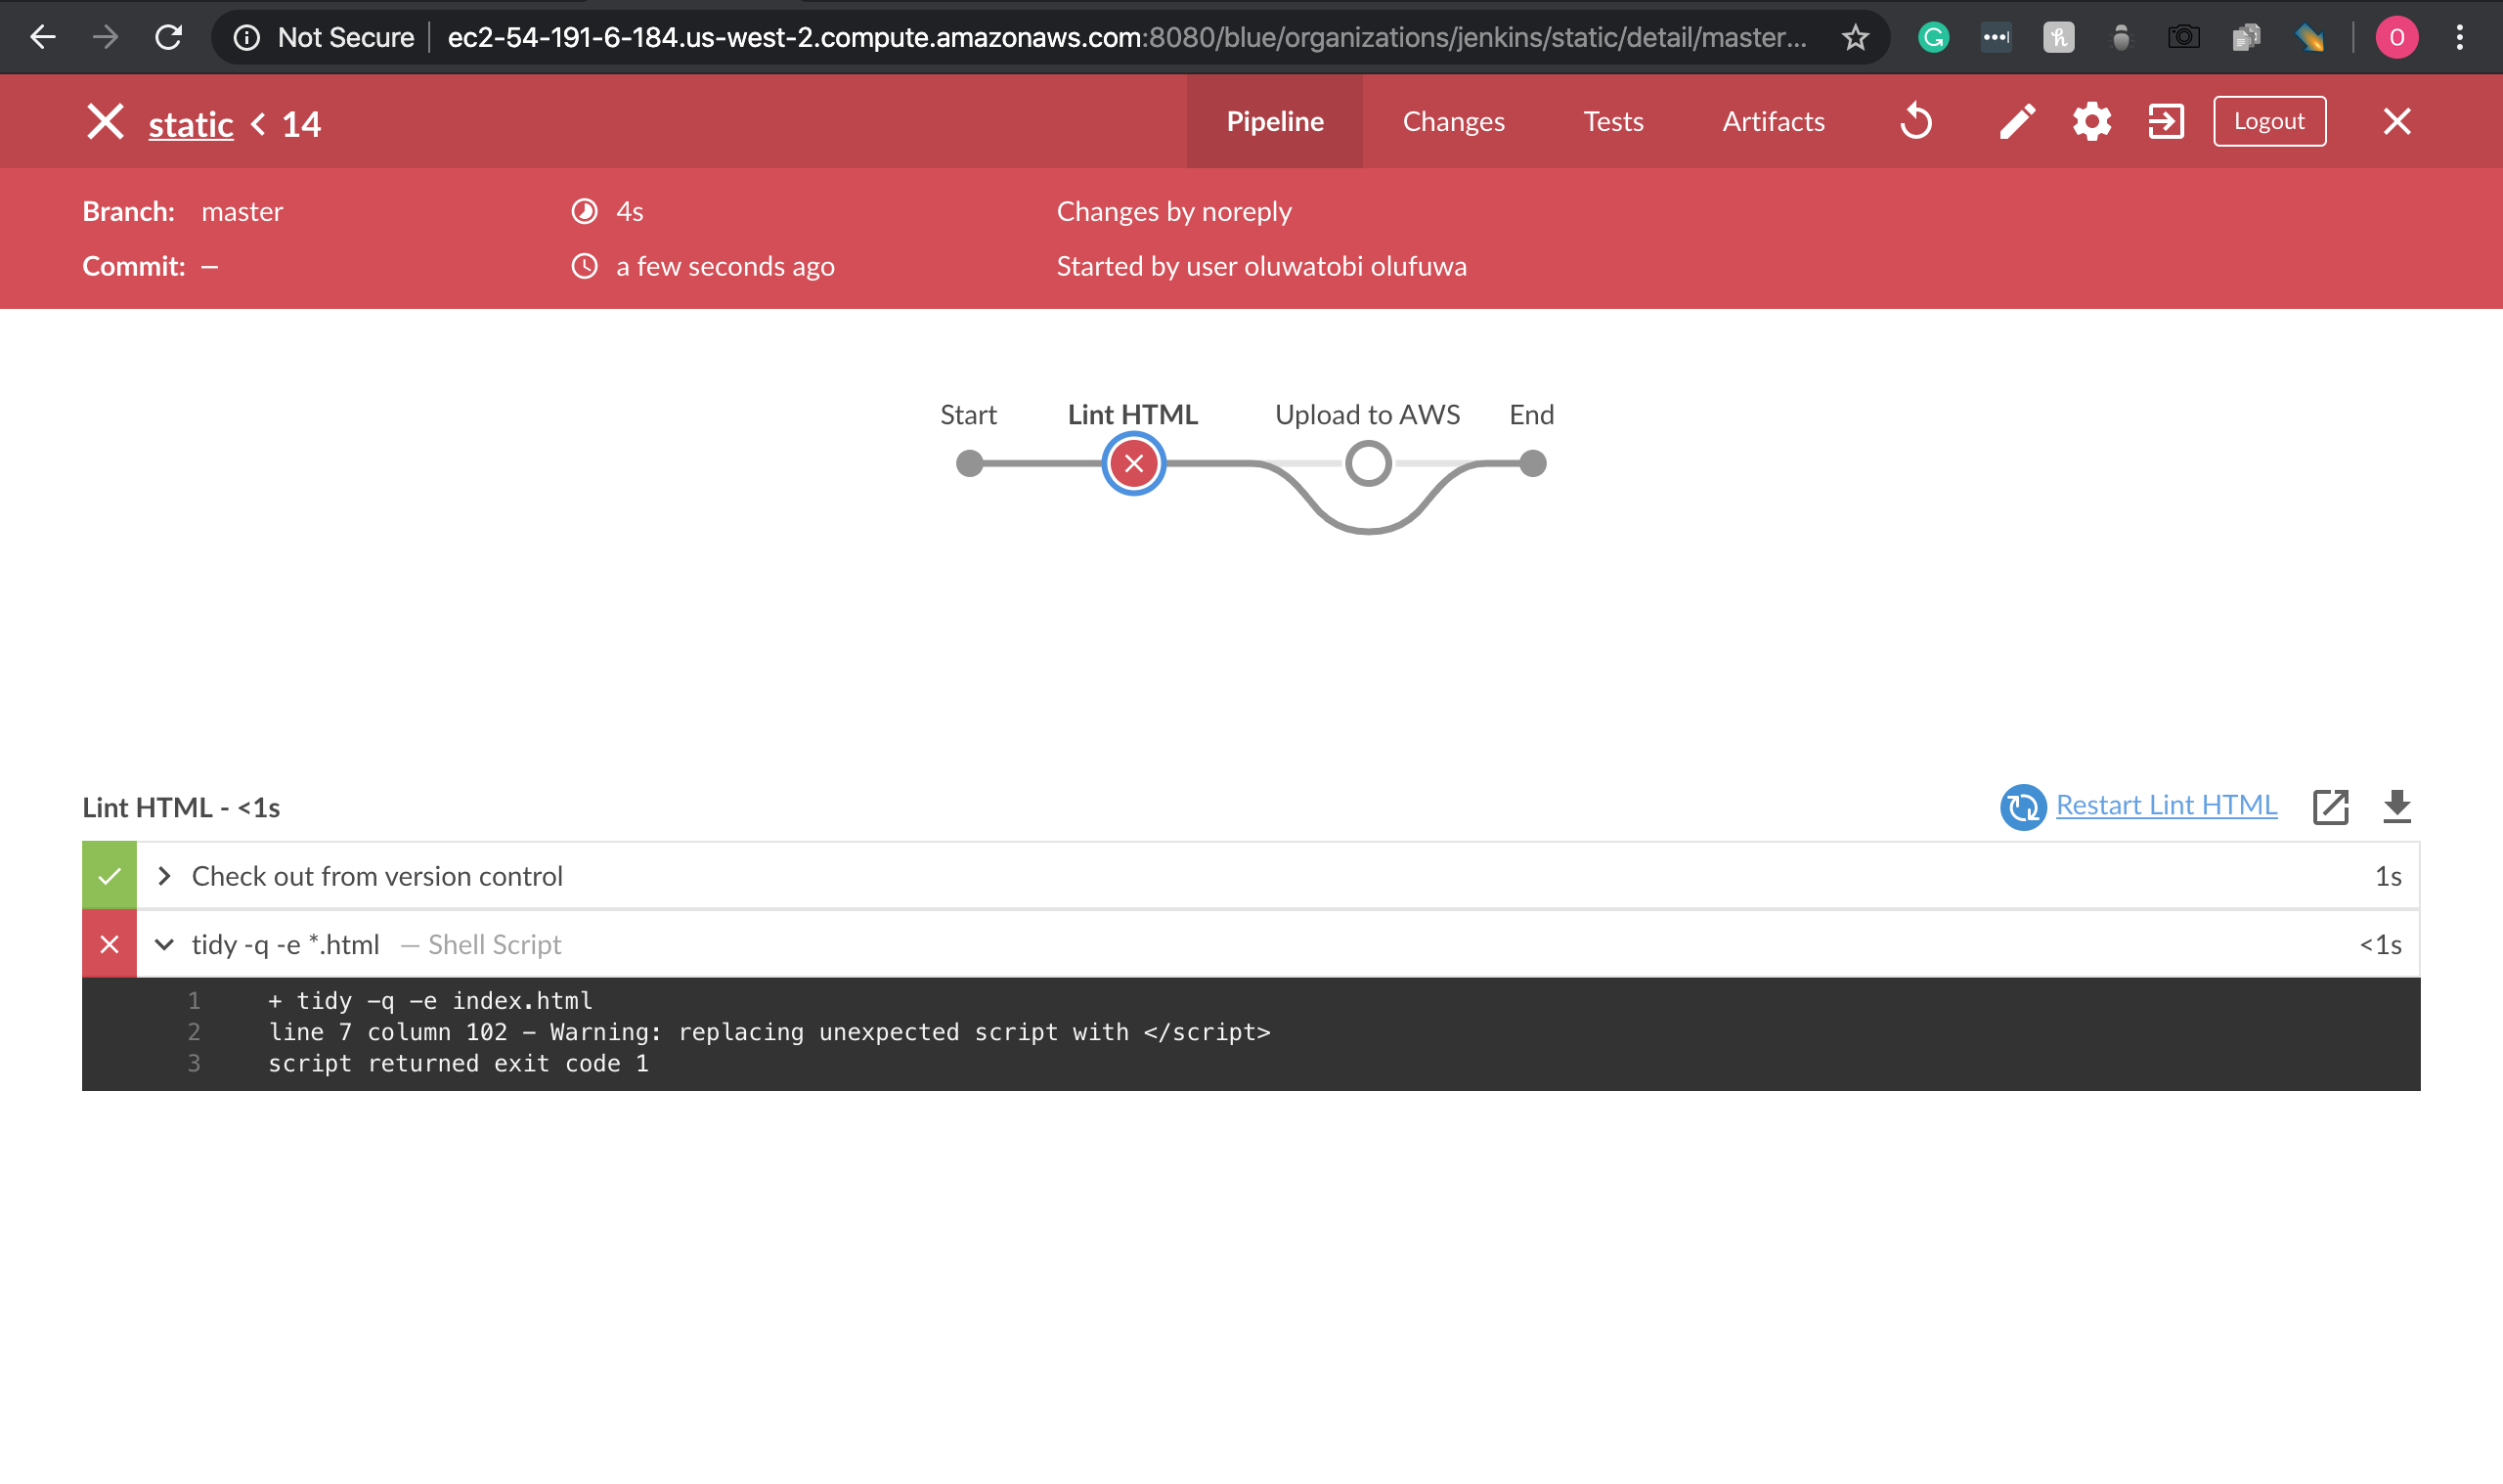 Not Secure ec2-54-191-6-184.us-west-2.compute.amazonaws.com:8080/blue/organizations/jenkins/static/detail/master... O
static < 14 Pipeline Changes Tests Artifacts Logout
Branch: master 4s Changes by noreply
Commit: — a few seconds ago Started by user oluwatobi olufuwa
Start Lint HTML Upload to AWS End
Lint HTML - <1s Restart Lint HTML
Check out from version control 1s
tidy -q -e *.html — Shell Script <1s
1 + tidy -q -e index.html
2 line 7 column 102 - Warning: replacing unexpected script with </script>
3 script returned exit code 1